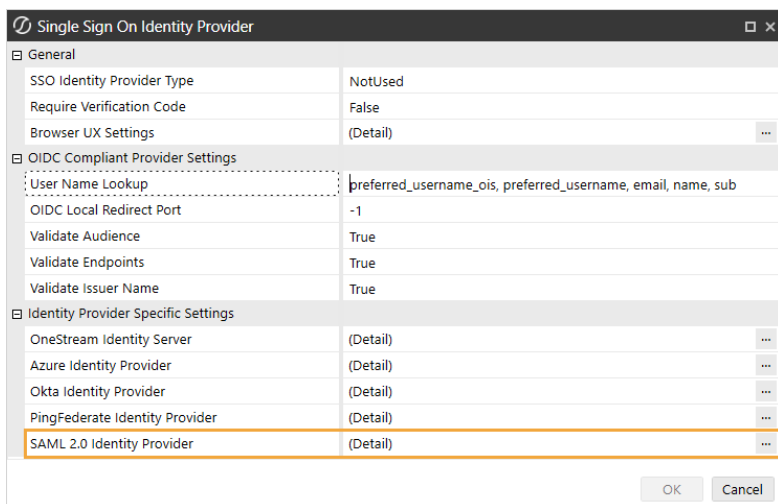 Single Sign On Identity Provider
General
SSO Identity Provider Type NotUsed
Require Verification Code False
Browser UX Settings (Detail) ...
OIDC Compliant Provider Settings
User Name Lookup preferred_username_ois, preferred_username, email, name, sub
OIDC Local Redirect Port -1
Validate Audience True
Validate Endpoints True
Validate Issuer Name True
Identity Provider Specific Settings
OneStream Identity Server (Detail) ...
Azure Identity Provider (Detail) ...
Okta Identity Provider (Detail) ...
PingFederate Identity Provider (Detail) ...
SAML 2.0 Identity Provider (Detail) ...
OK Cancel